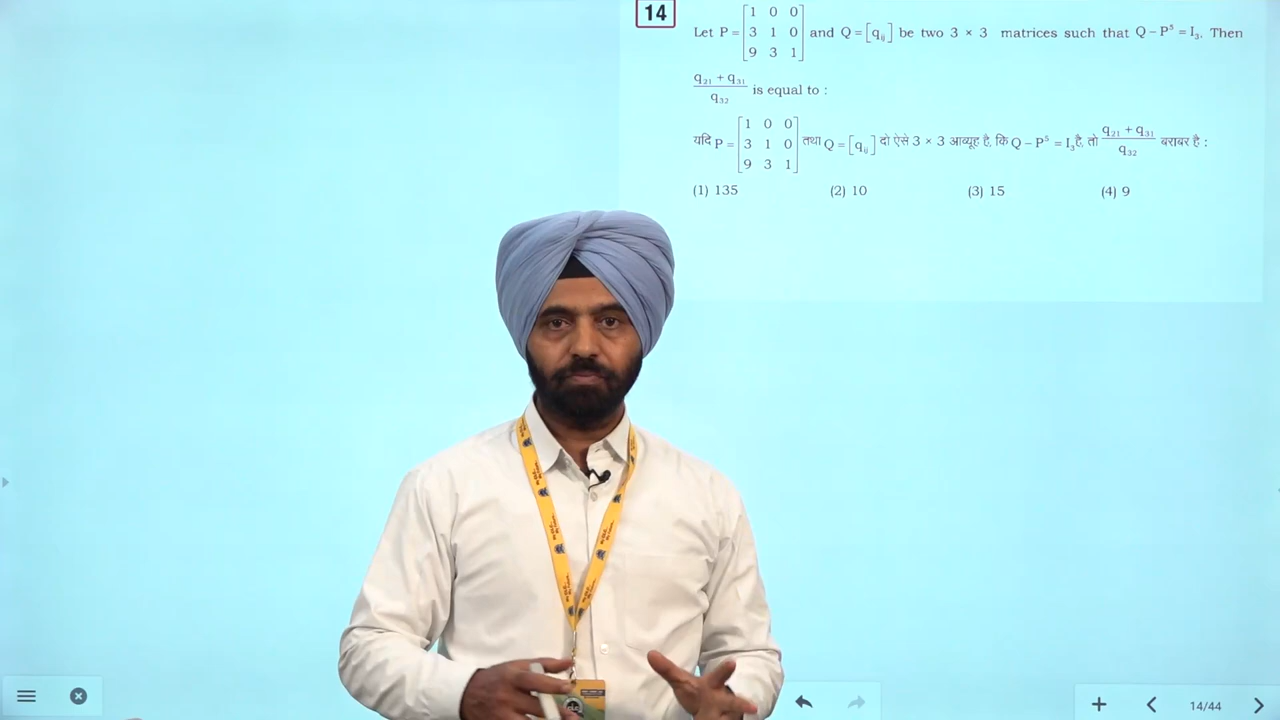 14
Let P = [1 0 0; 3 1 0; 9 3 1] and Q = [qᵢⱼ] be two 3 × 3 matrices such that Q – P⁵ = I₃. Then
(q₂₁ + q₃₁)/q₃₂ is equal to :
यदि P = [1 0 0; 3 1 0; 9 3 1] तथा Q = [qᵢⱼ] दो ऐसे 3 × 3 आव्यूह है, कि Q – P⁵ = I₃ है, तो (q₂₁ + q₃₁)/q₃₂ बराबर है :
(1) 135 (2) 10 (3) 15 (4) 9
14/44